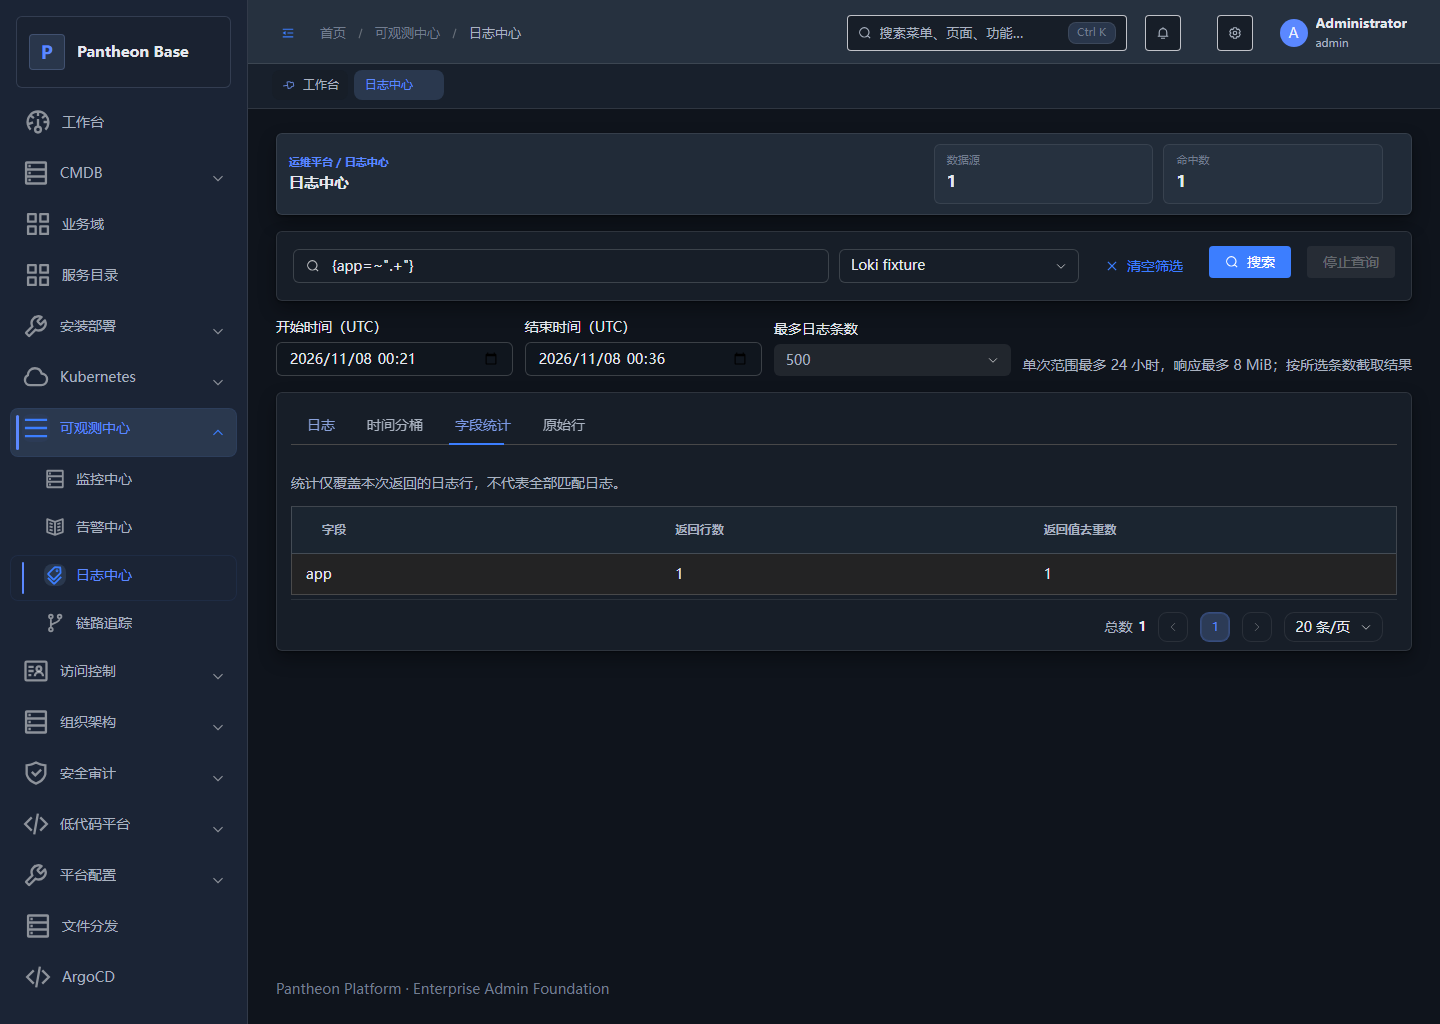 P Pantheon Base
工作台
CMDB
业务域
服务目录
安装部署
Kubernetes
可观测中心
监控中心
告警中心
日志中心
链路追踪
访问控制
组织架构
安全审计
低代码平台
平台配置
文件分发
ArgoCD
首页 / 可观测中心 / 日志中心
搜索菜单、页面、功能... Ctrl K
A Administrator
admin
工作台 日志中心
运维平台 / 日志中心
日志中心
数据源
1
命中数
1
{app=~".+"} Loki fixture 清空筛选 搜索 停止查询
开始时间（UTC） 结束时间（UTC） 最多日志条数
2026/11/08 00:21 2026/11/08 00:36 500 单次范围最多 24 小时，响应最多 8 MiB；按所选条数截取结果
日志 时间分桶 字段统计 原始行
统计仅覆盖本次返回的日志行，不代表全部匹配日志。
字段 返回行数 返回值去重数
app 1 1
总数 1 1 20 条/页
Pantheon Platform · Enterprise Admin Foundation